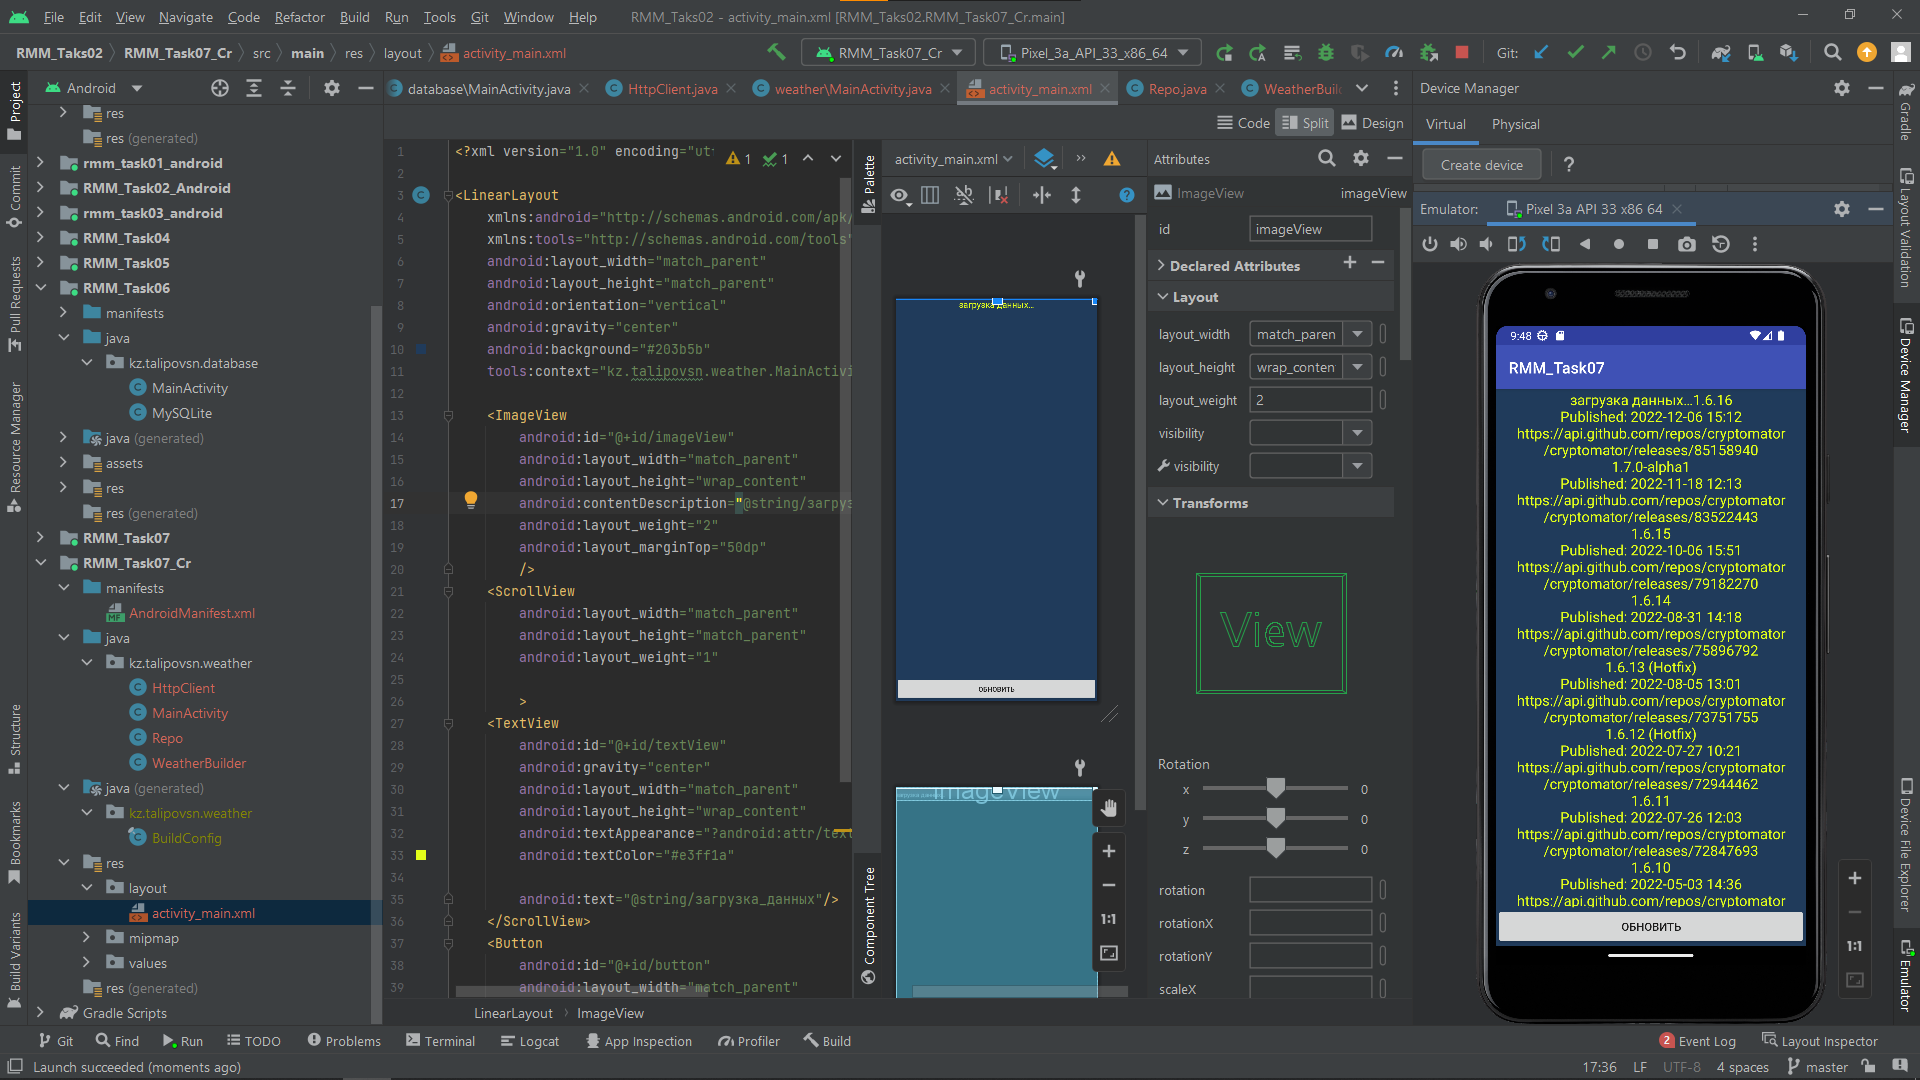 File Edit View Navigate Code Refactor Build Run Tools Git Window Help RMM_Taks02 - activity_main.xml [RMM_Taks02.RMM_Task07_Cr.main]
RMM_Taks02 RMM_Task07_Cr src main res layout activity_main.xml RMM_Task07_Cr Pixel_3a_API_33_x86_64 Git:
Project
Commit
Pull Requests
Resource Manager
Structure
Bookmarks
Build Variants
Android
res
res (generated)
rmm_task01_android
RMM_Task02_Android
rmm_task03_android
RMM_Task04
RMM_Task05
RMM_Task06
manifests
java
kz.talipovsn.database
MainActivity
MySQLite
java (generated)
assets
res
res (generated)
RMM_Task07
RMM_Task07_Cr
manifests
AndroidManifest.xml
java
kz.talipovsn.weather
HttpClient
MainActivity
Repo
WeatherBuilder
java (generated)
kz.talipovsn.weather
BuildConfig
res
layout
activity_main.xml
mipmap
values
res (generated)
Gradle Scripts
database\MainActivity.java HttpClient.java weather\MainActivity.java activity_main.xml Repo.java WeatherBuil
Code Split Design
1 <?xml version="1.0" encoding="ut
2
3 <LinearLayout
4 xmlns:android="http://schemas.android.com/apk/
5 xmlns:tools="http://schemas.android.com/tools"
6 android:layout_width="match_parent"
7 android:layout_height="match_parent"
8 android:orientation="vertical"
9 android:gravity="center"
10 android:background="#203b5b"
11 tools:context="kz.talipovsn.weather.MainActivi
12
13 <ImageView
14 android:id="@+id/imageView"
15 android:layout_width="match_parent"
16 android:layout_height="wrap_content"
17 android:contentDescription="@string/загруз
18 android:layout_weight="2"
19 android:layout_marginTop="50dp"
20 />
21 <ScrollView
22 android:layout_width="match_parent"
23 android:layout_height="match_parent"
24 android:layout_weight="1"
25
26 >
27 <TextView
28 android:id="@+id/textView"
29 android:gravity="center"
30 android:layout_width="match_parent"
31 android:layout_height="wrap_content"
32 android:textAppearance="?android:attr/text
33 android:textColor="#e3ff1a"
34
35 android:text="@string/загрузка_данных"/>
36 </ScrollView>
37 <Button
38 android:id="@+id/button"
39 android:layout_width="match_parent"
1 1
LinearLayout ImageView
Palette
Component Tree
activity_main.xml
загрузка данных...
ОБНОВИТЬ
ImageView
1:1
Attributes
ImageView imageView
id imageView
Declared Attributes
Layout
layout_width match_paren
layout_height wrap_conten
layout_weight 2
visibility
visibility
Transforms
View
Rotation
x 0
y 0
z 0
rotation
rotationX
rotationY
scaleX
Device Manager
Virtual Physical
Create device ?
Emulator: Pixel 3a API 33 x86 64
9:48
RMM_Task07
загрузка данных...1.6.16
Published: 2022-12-06 15:12
https://api.github.com/repos/cryptomator
/cryptomator/releases/85158940
1.7.0-alpha1
Published: 2022-11-18 12:13
https://api.github.com/repos/cryptomator
/cryptomator/releases/83522443
1.6.15
Published: 2022-10-06 15:51
https://api.github.com/repos/cryptomator
/cryptomator/releases/79182270
1.6.14
Published: 2022-08-31 14:18
https://api.github.com/repos/cryptomator
/cryptomator/releases/75896792
1.6.13 (Hotfix)
Published: 2022-08-05 13:01
https://api.github.com/repos/cryptomator
/cryptomator/releases/73751755
1.6.12 (Hotfix)
Published: 2022-07-27 10:21
https://api.github.com/repos/cryptomator
/cryptomator/releases/72944462
1.6.11
Published: 2022-07-26 12:03
https://api.github.com/repos/cryptomator
/cryptomator/releases/72847693
1.6.10
Published: 2022-05-03 14:36
https://api.github.com/repos/cryptomator
ОБНОВИТЬ
1:1
Gradle
Layout Validation
Device Manager
Device File Explorer
Emulator
Git Find Run TODO Problems Terminal Logcat App Inspection Profiler Build 2 Event Log Layout Inspector
Launch succeeded (moments ago) 17:36 LF UTF-8 4 spaces master